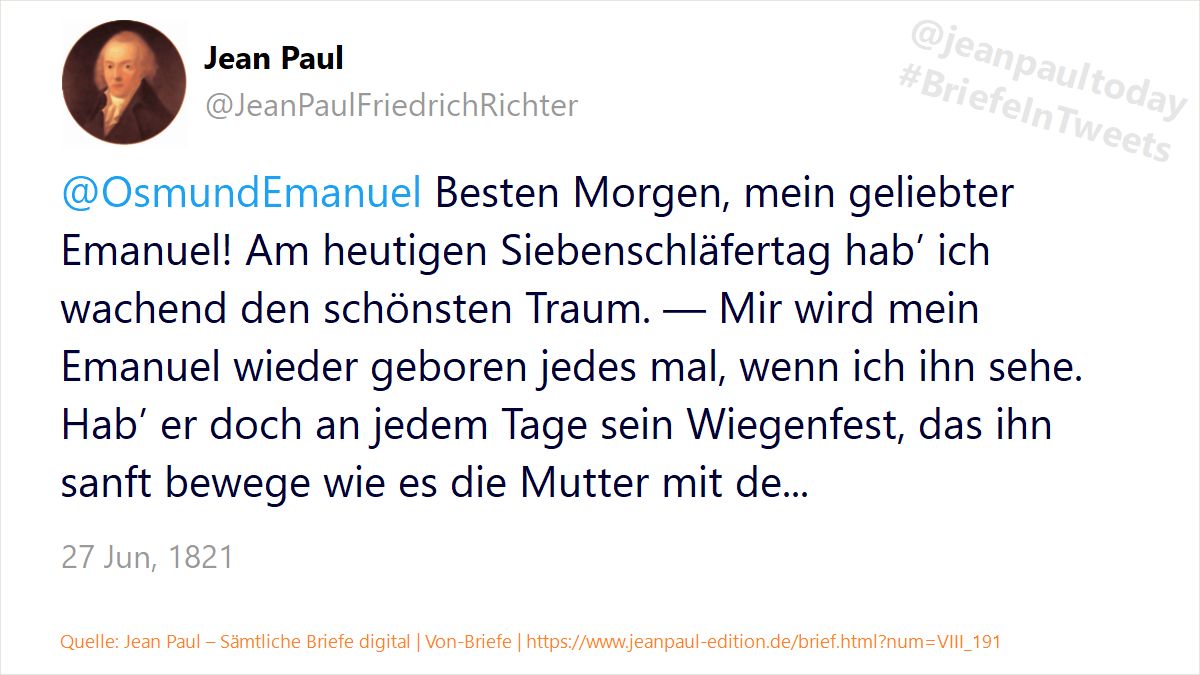 Jean Paul
@JeanPaulFriedrichRichter
@jeanpaultoday
#BriefeInTweets
@OsmundEmanuel Besten Morgen, mein geliebter
Emanuel! Am heutigen Siebenschläfertag hab’ ich
wachend den schönsten Traum. — Mir wird mein
Emanuel wieder geboren jedes mal, wenn ich ihn sehe.
Hab’ er doch an jedem Tage sein Wiegenfest, das ihn
sanft bewege wie es die Mutter mit de...
27 Jun, 1821
Quelle: Jean Paul – Sämtliche Briefe digital | Von-Briefe | https://www.jeanpaul-edition.de/brief.html?num=VIII_191